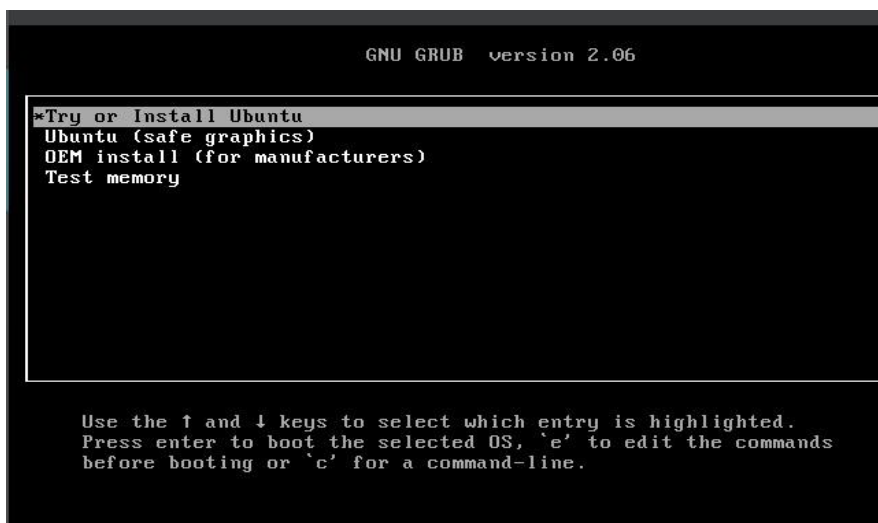 GNU GRUB version 2.06
*Try or Install Ubuntu
Ubuntu (safe graphics)
OEM install (for manufacturers)
Test memory
Use the ↑ and ↓ keys to select which entry is highlighted.
Press enter to boot the selected OS, `e' to edit the commands
before booting or `c' for a command-line.